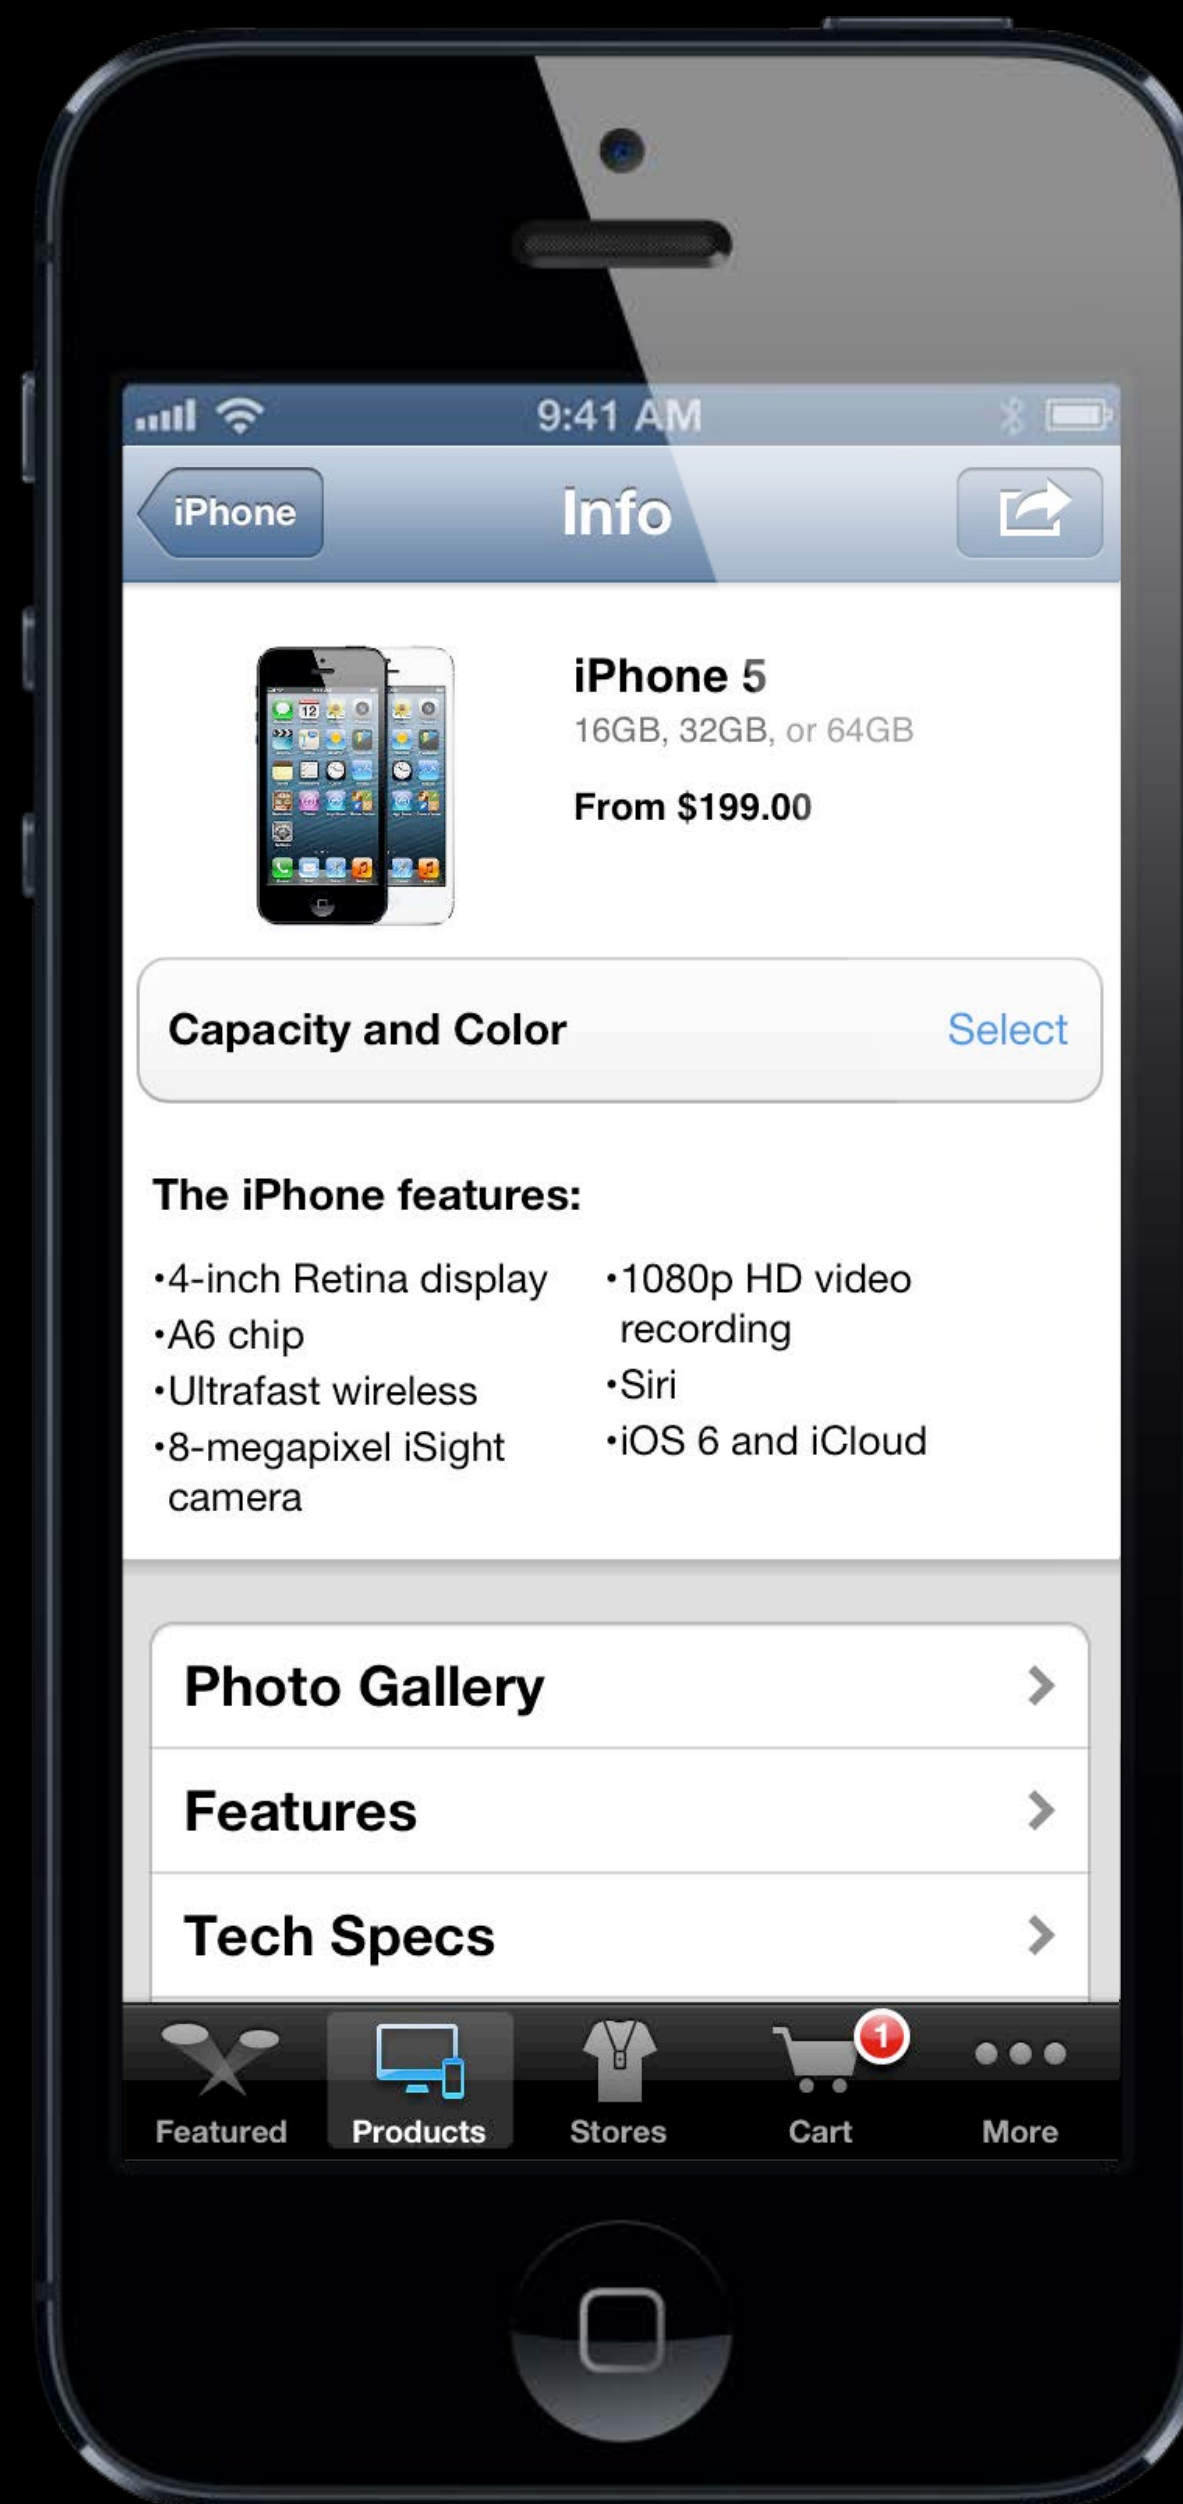 9:41 AM
iPhone
Info
iPhone 5
16GB, 32GB, or 64GB
From $199.00
Capacity and Color
Select
The iPhone features:
•4-inch Retina display
•A6 chip
•Ultrafast wireless
•8-megapixel iSight
camera
•1080p HD video
recording
•Siri
•iOS 6 and iCloud
Photo Gallery
Features
Tech Specs
1
Featured
Products
Stores
Cart
More